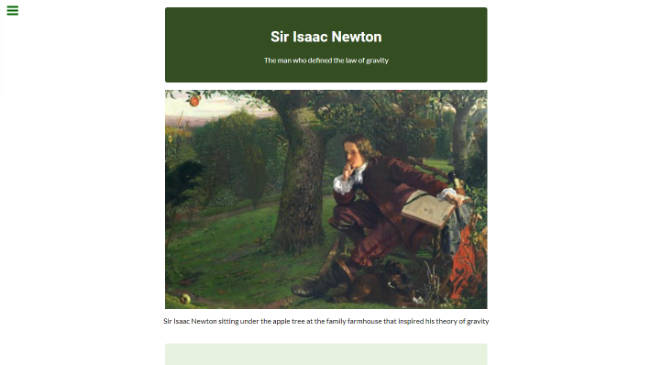 Sir Isaac Newton
The man who defined the law of gravity
Sir Isaac Newton sitting under the apple tree at the family farmhouse that inspired his theory of gravity